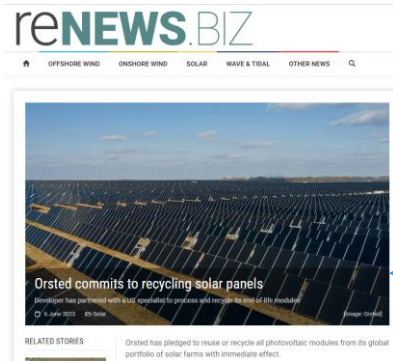 reNEWS.BIZ
OFFSHORE WIND ONSHORE WIND SOLAR WAVE & TIDAL OTHER NEWS
Orsted commits to recycling solar panels
Developer has partnered with a US specialist to process and recycle its end-of-life modules
6 June 2023 Solar [Image: Orsted]
RELATED STORIES
Orsted has pledged to reuse or recycle all photovoltaic modules from its global
portfolio of solar farms with immediate effect.